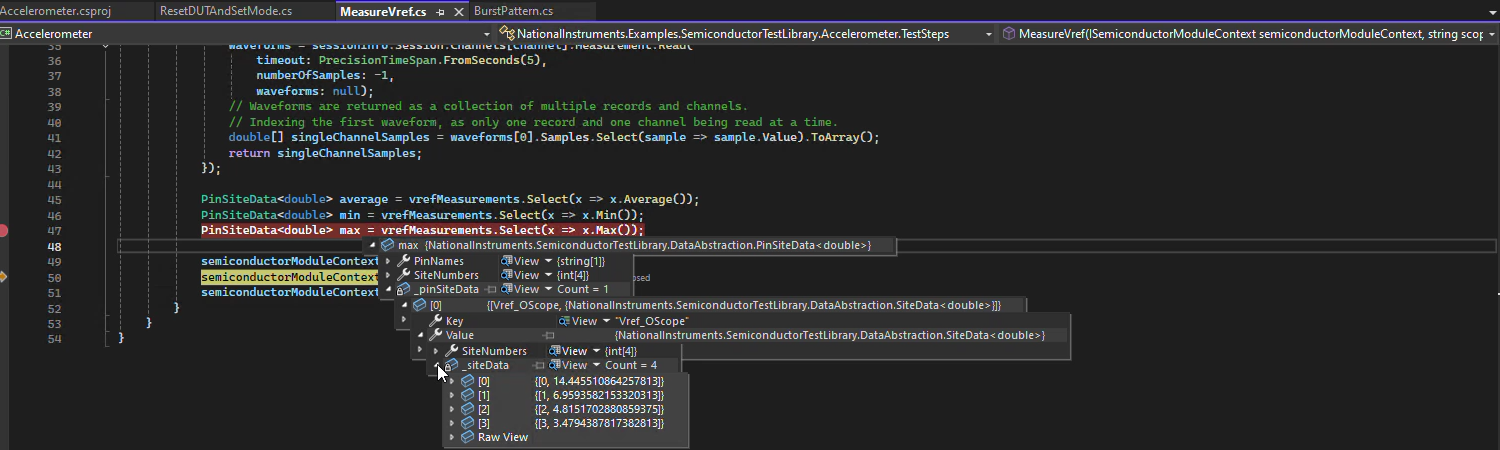 Accelerometer.csproj ResetDUTAndSetMode.cs MeasureVref.cs BurstPattern.cs
C# Accelerometer NationalInstruments.Examples.SemiconductorTestLibrary.Accelerometer.TestSteps MeasureVref(ISemiconductorModuleContext semiconductorModuleContext, string scop
35 waveforms = sessionInfo.Session.Channels[channel].Measurement.Read(
36 timeout: PrecisionTimeSpan.FromSeconds(5),
37 numberOfSamples: -1,
38 waveforms: null);
39 // Waveforms are returned as a collection of multiple records and channels.
40 // Indexing the first waveform, as only one record and one channel being read at a time.
41 double[] singleChannelSamples = waveforms[0].Samples.Select(sample => sample.Value).ToArray();
42 return singleChannelSamples;
43 });
44
45 PinSiteData<double> average = vrefMeasurements.Select(x => x.Average());
46 PinSiteData<double> min = vrefMeasurements.Select(x => x.Min());
47 PinSiteData<double> max = vrefMeasurements.Select(x => x.Max());
48 max {NationalInstruments.SemiconductorTestLibrary.DataAbstraction.PinSiteData<double>}
49 semiconductorModuleContext PinNames View {string[1]}
50 semiconductorModuleContext SiteNumbers View {int[4]} osed
51 semiconductorModuleContext _pinSiteData View Count = 1
52 } [0] {[Vref_OScope, {NationalInstruments.SemiconductorTestLibrary.DataAbstraction.SiteData<double>}]}
53 } Key View "Vref_OScope"
54 } Value {NationalInstruments.SemiconductorTestLibrary.DataAbstraction.SiteData<double>}
SiteNumbers View {int[4]}
_siteData View Count = 4
[0] {[0, 14.445510864257813]}
[1] {[1, 6.9593582153320313]}
[2] {[2, 4.8151702880859375]}
[3] {[3, 3.4794387817382813]}
Raw View